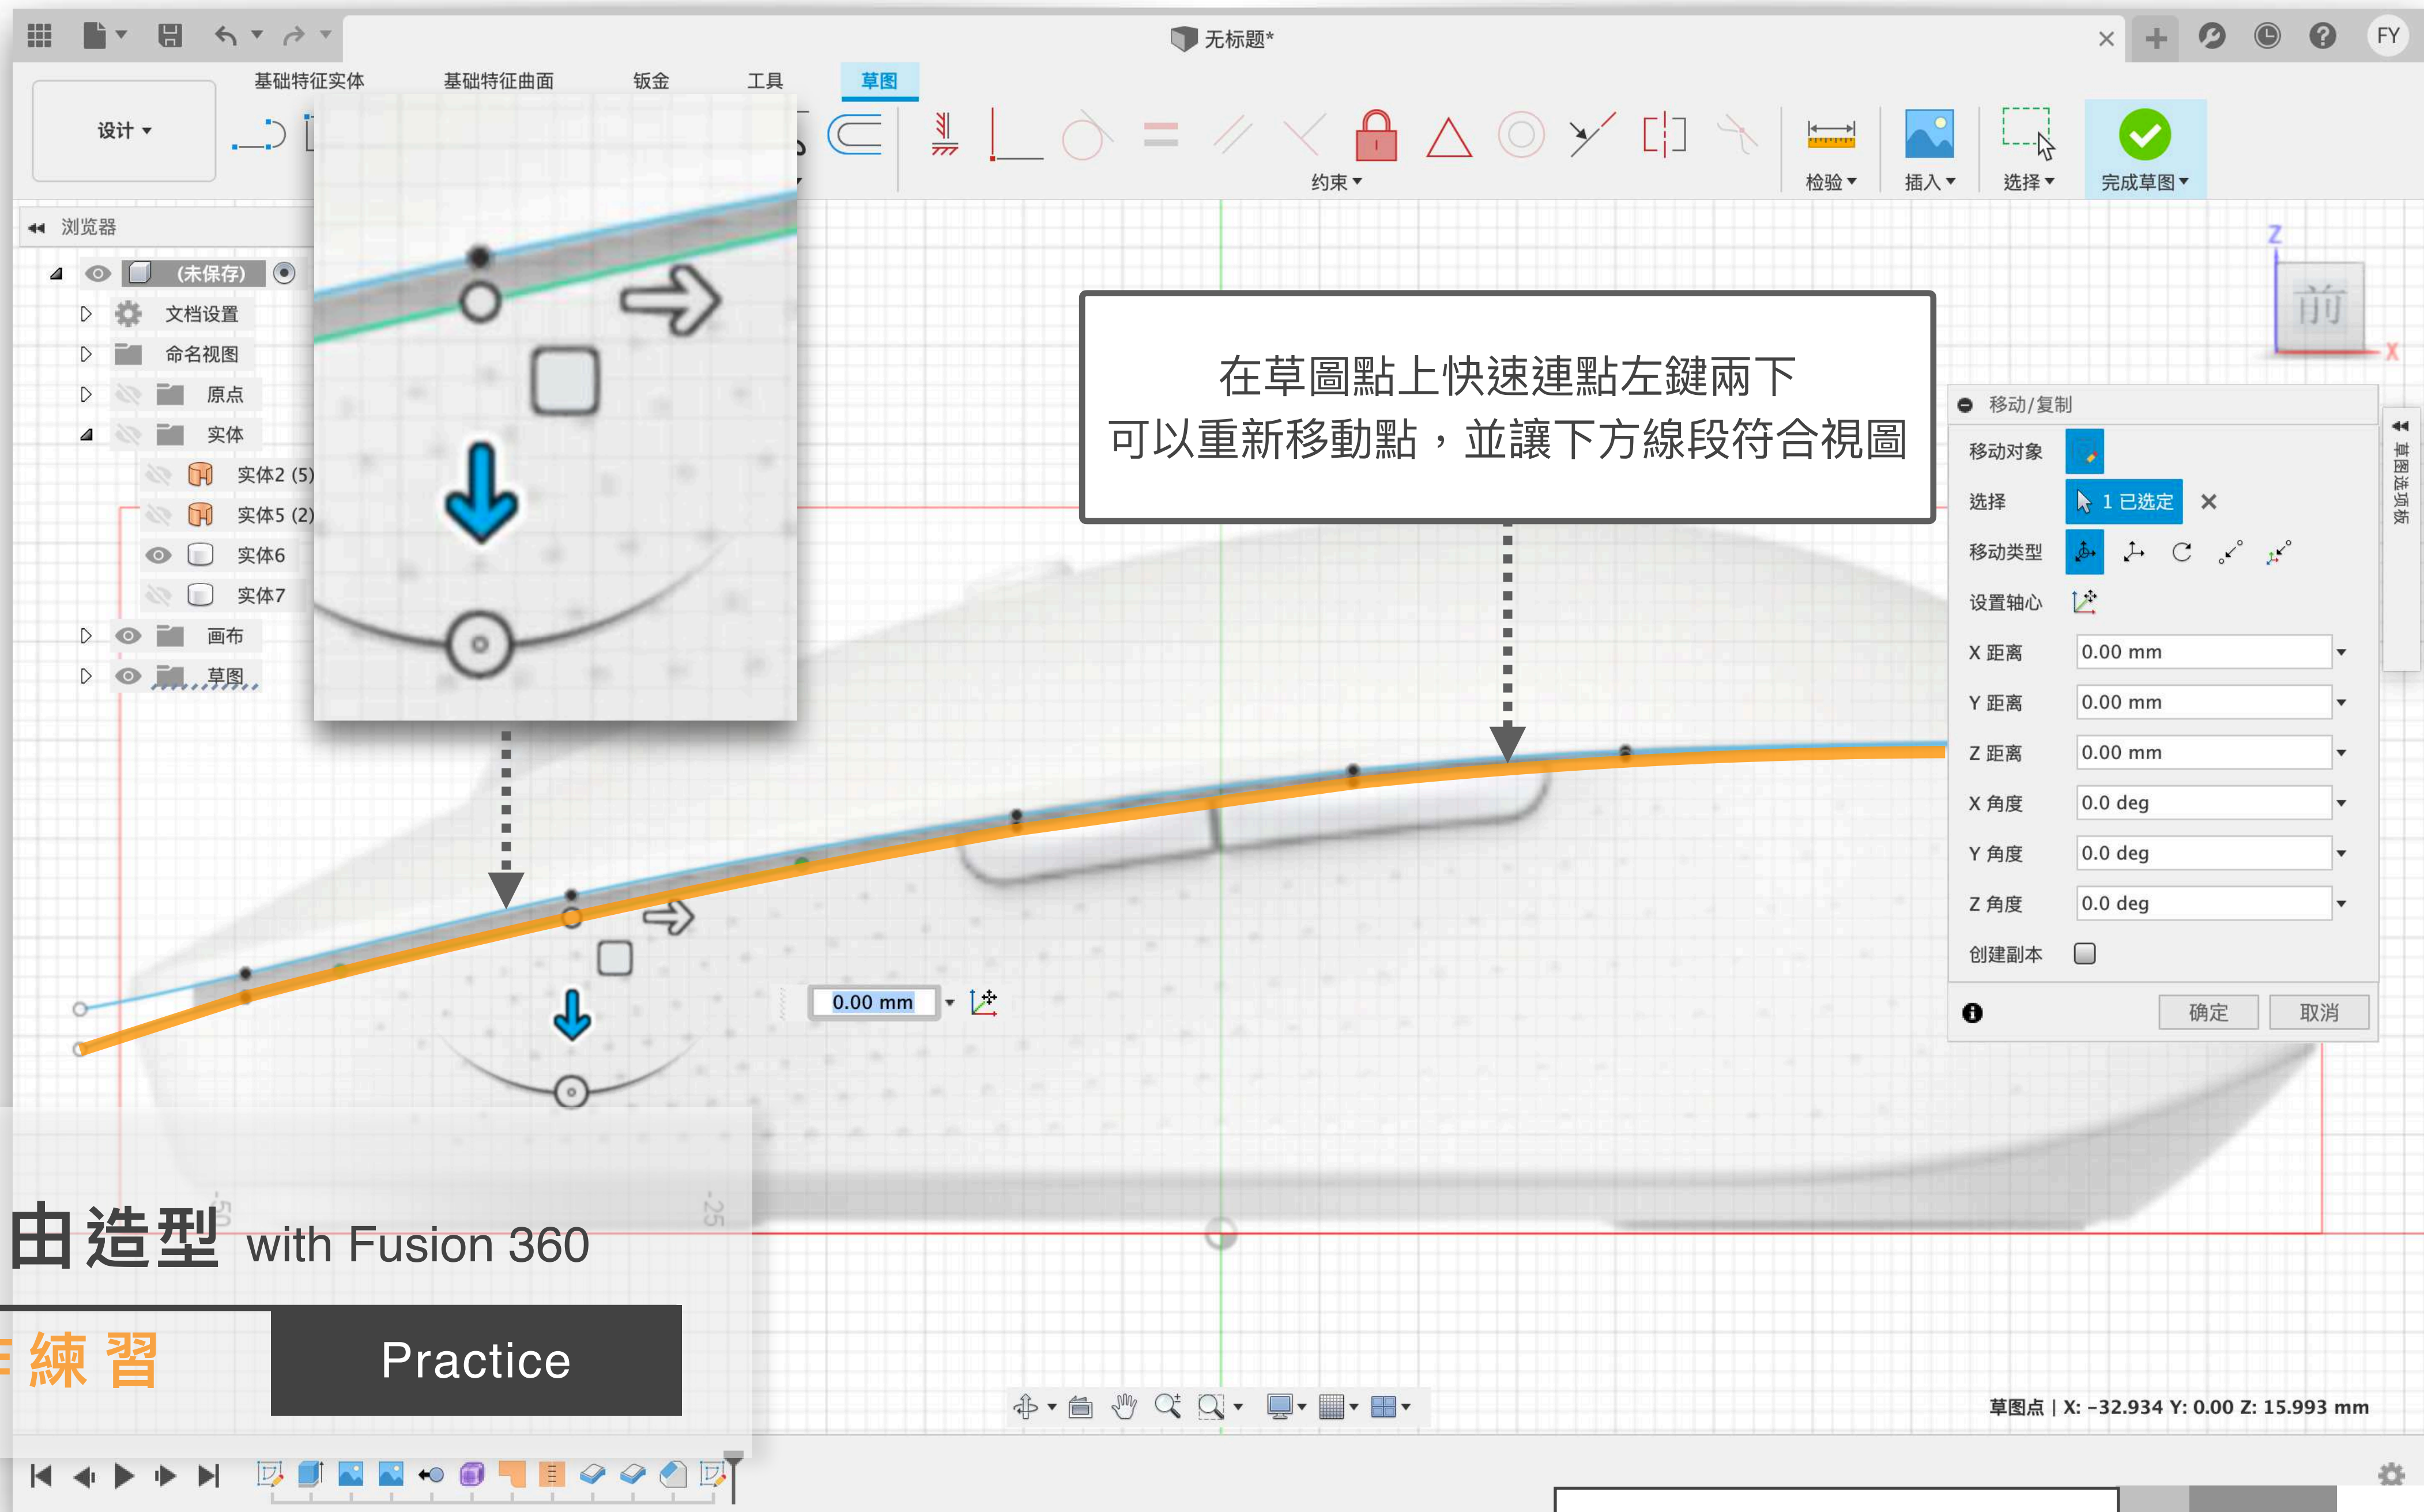 无标题*
FY
基础特征实体
基础特征曲面
钣金
工具
草图
设计
约束
检验
插入
选择
完成草图
浏览器
(未保存)
文档设置
命名视图
原点
实体
实体2 (5)
实体5 (2)
实体6
实体7
画布
草图
在草圖點上快速連點左鍵兩下
可以重新移動點，並讓下方線段符合視圖
Z
前
X
移动/复制
移动对象
选择
1 已选定
移动类型
设置轴心
X 距离
0.00 mm
Y 距离
0.00 mm
Z 距离
0.00 mm
X 角度
0.0 deg
Y 角度
0.0 deg
Z 角度
0.0 deg
创建副本
确定
取消
草图选项板
0.00 mm
-50
-25
由造型 with Fusion 360
練習
Practice
草图点 | X: -32.934 Y: 0.00 Z: 15.993 mm